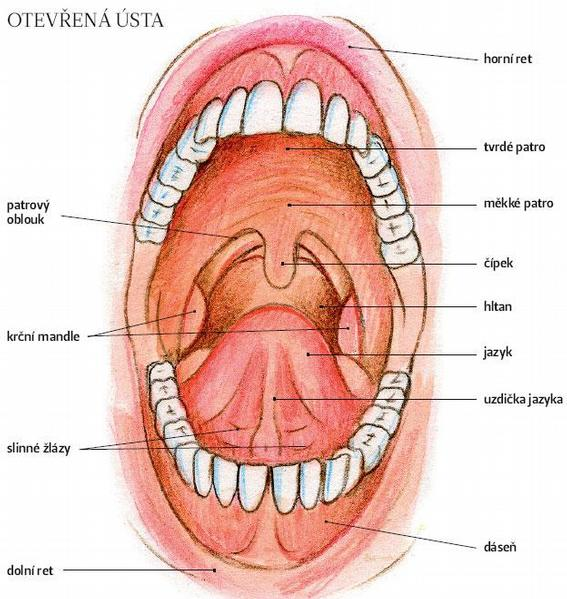 OTEVŘENÁ ÚSTA
horní ret
tvrdé patro
patrový
oblouk
měkké patro
čípek
hltan
krční mandle
jazyk
uzdička jazyka
slinné žlázy
dáseň
dolní ret